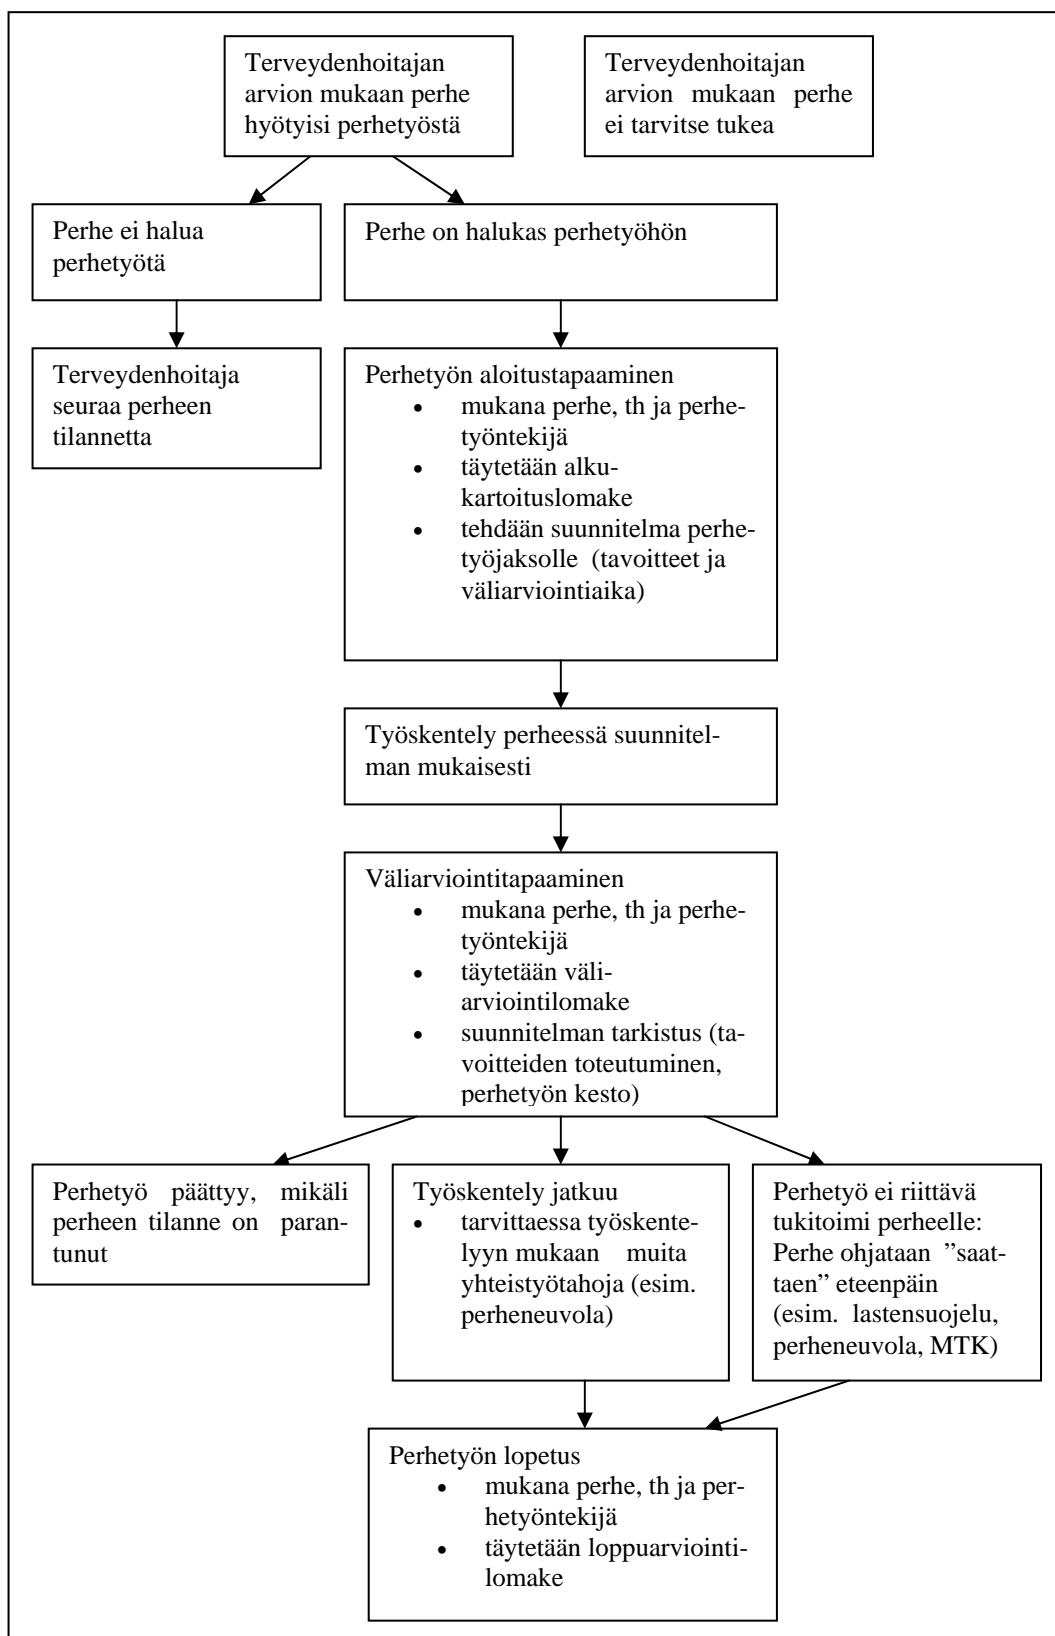 Terveydenhoitajan
arvion mukaan perhe
hyötyisi perhetyöstä
Terveydenhoitajan
arvion mukaan perhe
ei tarvitse tukea
Perhe ei halua
perhetyötä
Perhe on halukas perhetyöhön
Terveydenhoitaja
seuraa perheen
tilannetta
Perhetyön aloitustapaaminen
• mukana perhe, th ja perhe-
työntekijä
• täytetään alku-
kartoituslomake
• tehdään suunnitelma perhe-
työjaksolle (tavoitteet ja
väliarviointiaika)
Työskentely perheessä suunnitel-
man mukaisesti
Väliarviointitapaaminen
• mukana perhe, th ja perhe-
työntekijä
• täytetään väli-
arviointilomake
• suunnitelman tarkistus (ta-
voitteiden toteutuminen,
perhetyön kesto)
Perhetyö päättyy, mikäli
perheen tilanne on paran-
tunut
Työskentely jatkuu
• tarvittaessa työskente-
lyyn mukaan muita
yhteistyötahoja (esim.
perheneuvola)
Perhetyö ei riittävä
tukitoimi perheelle:
Perhe ohjataan ”saat-
taen” eteenpäin
(esim. lastensuojelu,
perheneuvola, MTK)
Perhetyön lopetus
• mukana perhe, th ja per-
hetyöntekijä
• täytetään loppuarviointi-
lomake